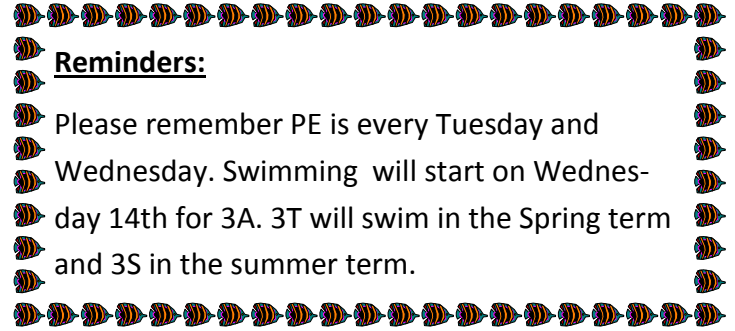 Reminders:
Please remember PE is every Tuesday and
Wednesday. Swimming  will start on Wednes-
day 14th for 3A. 3T will swim in the Spring term
and 3S in the summer term.